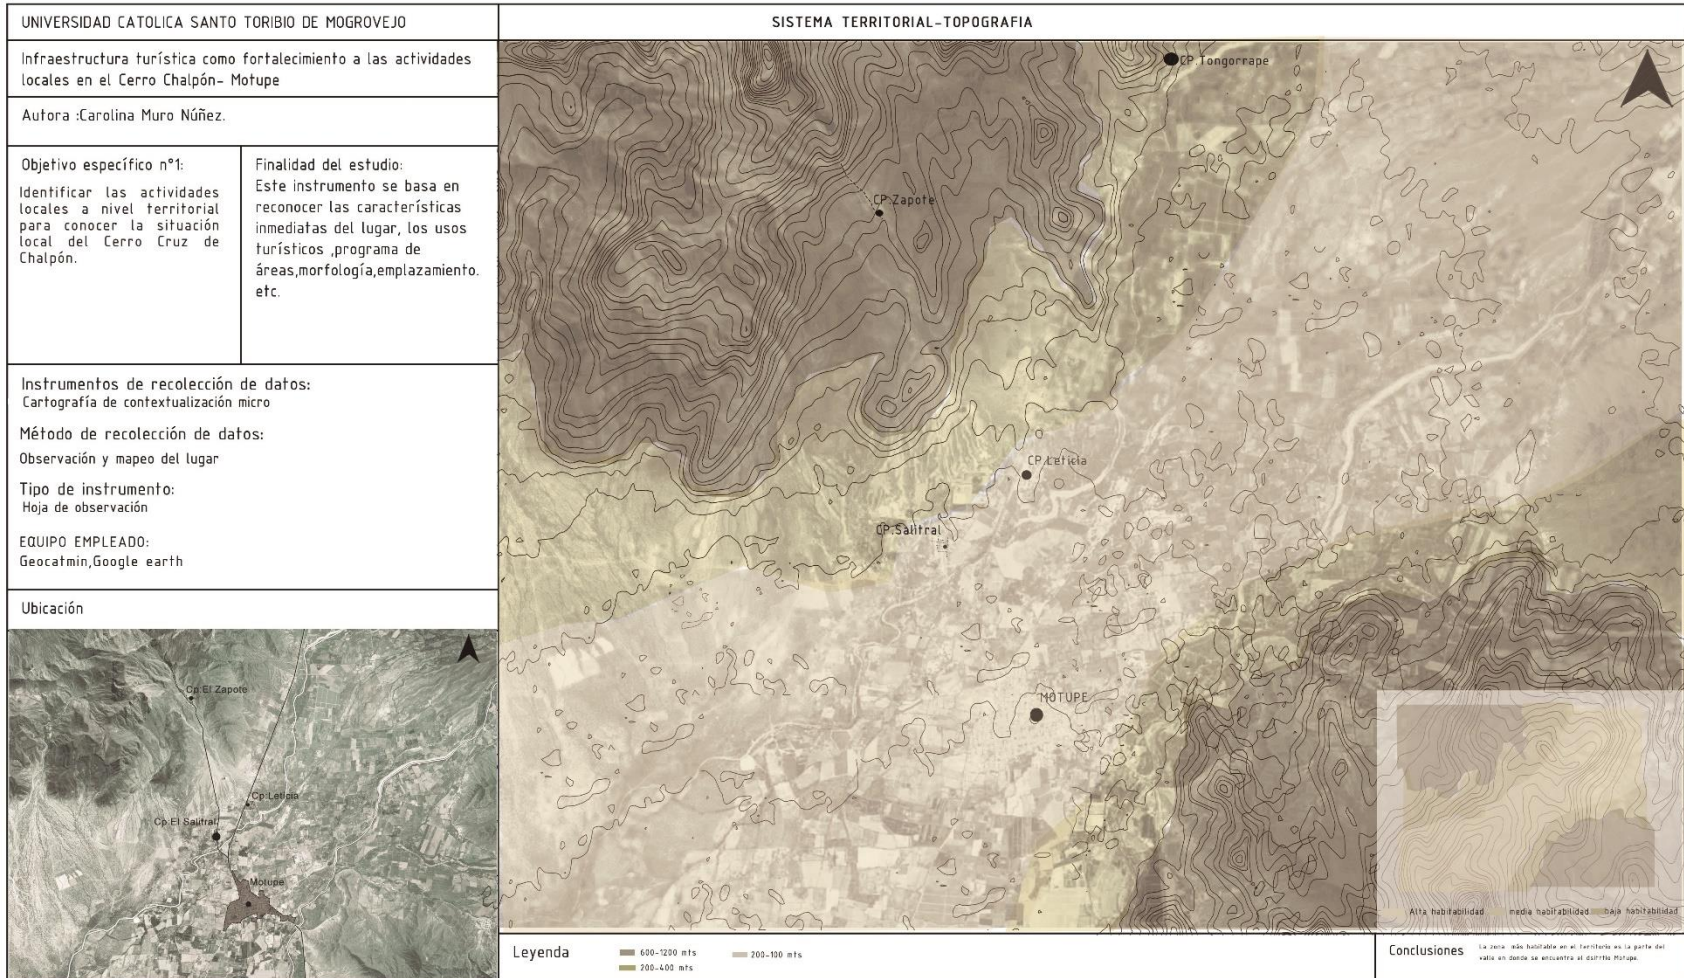 UNIVERSIDAD CATOLICA SANTO TORIBIO DE MOGROVEJO
Infraestructura turística como fortalecimiento a las actividades
locales en el Cerro Chalpón- Motupe
Autora :Carolina Muro Núñez.
Objetivo específico n°1:
Identificar las actividades
locales a nivel territorial
para conocer la situación
local del Cerro Cruz de
Chalpón.
Finalidad del estudio:
Este instrumento se basa en
reconocer las características
inmediatas del lugar, los usos
turísticos ,programa de
áreas,morfología,emplazamiento.
etc.
Instrumentos de recolección de datos:
Cartografía de contextualización micro
Método de recolección de datos:
Observación y mapeo del lugar
Tipo de instrumento:
Hoja de observación
EQUIPO EMPLEADO:
Geocatmin,Google earth
Ubicación
Cp:El Zapote
Cp:Leticia
Cp:El Salitral
Motupe
SISTEMA TERRITORIAL-TOPOGRAFIA
CP.Tongorrape
CP.Zapote
CP.Leticia
CP.Salitral
MOTUPE
Alta habitabilidad media habitabilidad baja habitabilidad
Leyenda
600-1200 mts
200-100 mts
200-400 mts
Conclusiones
La zona más habitable en el territorio es la parte del
valle en donde se encuentra el dsitrtio Motupe.